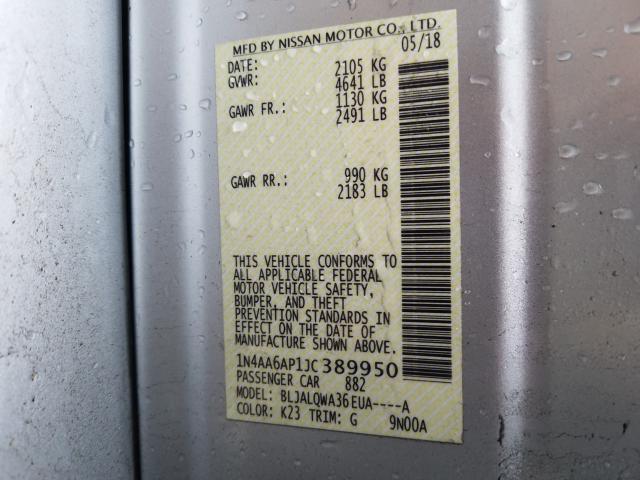 MFD BY NISSAN MOTOR CO., LTD.
DATE: 05/18
GVWR: 2105 KG
4641 LB
GAWR FR.: 1130 KG
2491 LB
GAWR RR.: 990 KG
2183 LB
THIS VEHICLE CONFORMS TO
ALL APPLICABLE FEDERAL
MOTOR VEHICLE SAFETY,
BUMPER, AND THEFT
PREVENTION STANDARDS IN
EFFECT ON THE DATE OF
MANUFACTURE SHOWN ABOVE.
1N4AA6AP1JC389950
PASSENGER CAR 882
MODEL: BLJALQWA36EUA----A
COLOR: K23 TRIM: G 9N00A